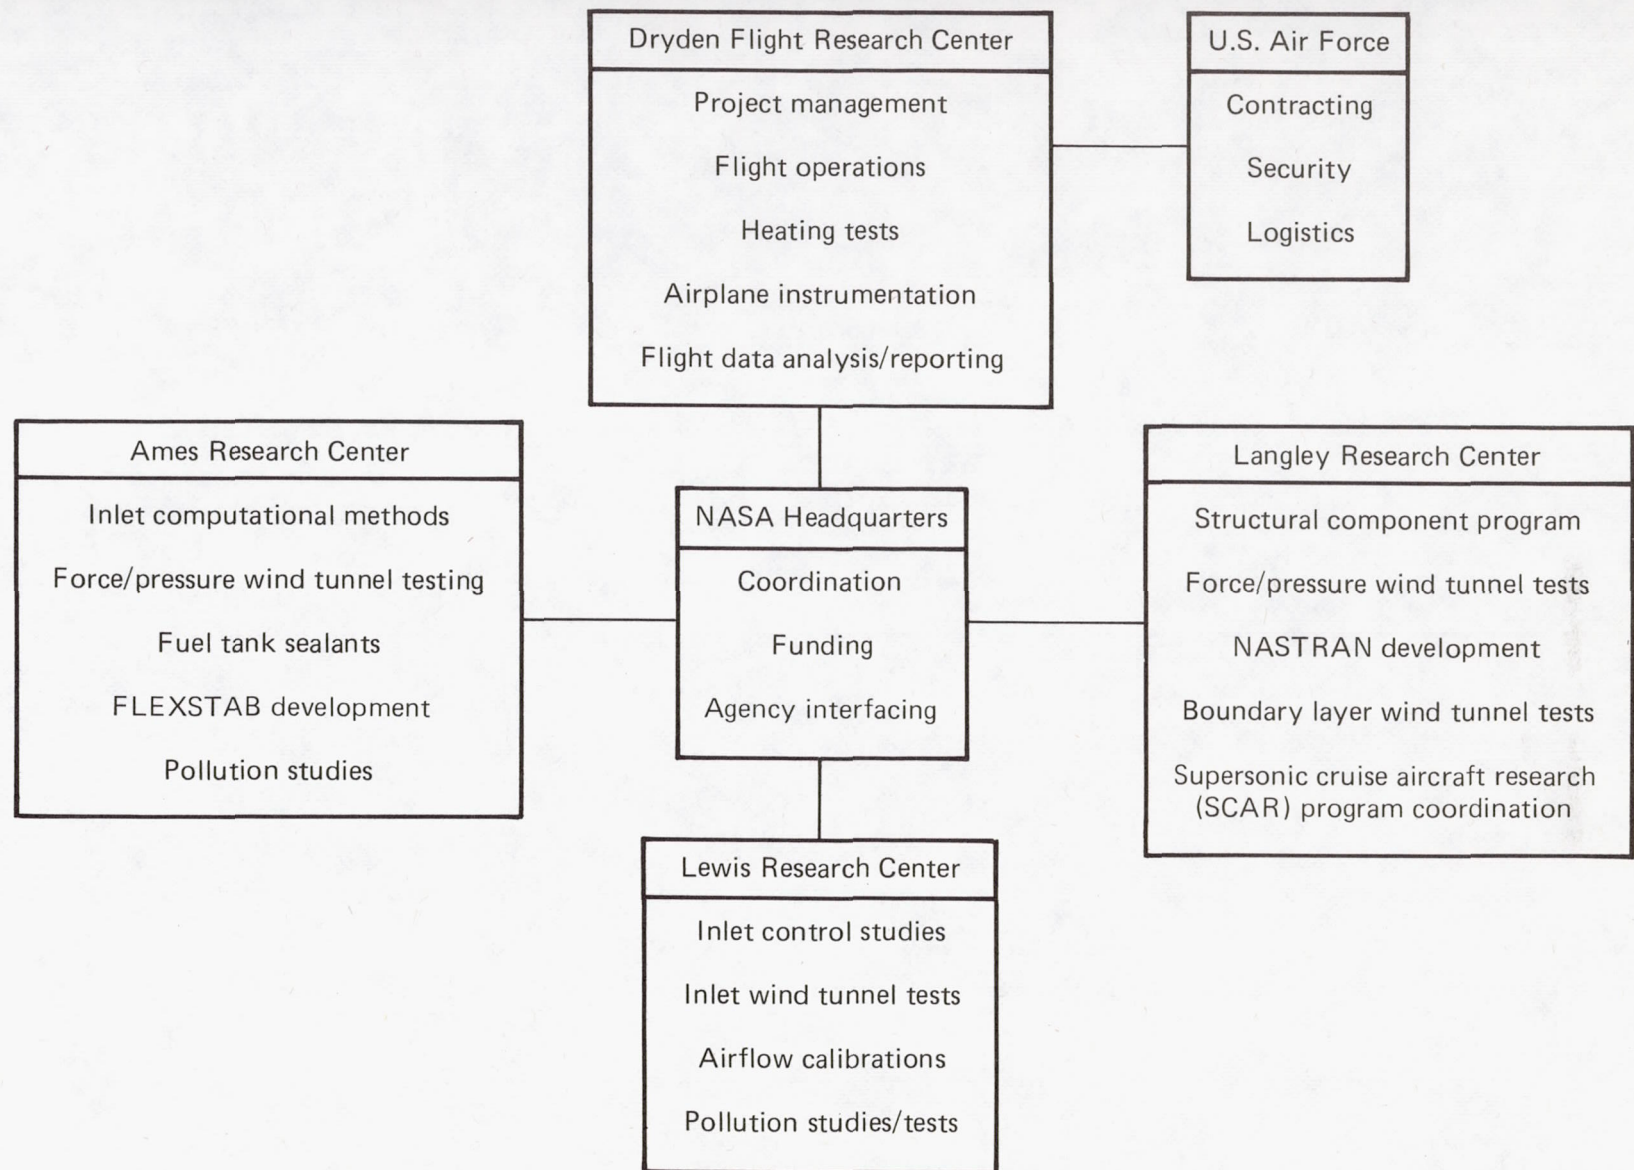 Dryden Flight Research Center
Project management
Flight operations
Heating tests
Airplane instrumentation
Flight data analysis/reporting
U.S. Air Force
Contracting
Security
Logistics
Ames Research Center
Inlet computational methods
Force/pressure wind tunnel testing
Fuel tank sealants
FLEXSTAB development
Pollution studies
NASA Headquarters
Coordination
Funding
Agency interfacing
Langley Research Center
Structural component program
Force/pressure wind tunnel tests
NASTRAN development
Boundary layer wind tunnel tests
Supersonic cruise aircraft research
(SCAR) program coordination
Lewis Research Center
Inlet control studies
Inlet wind tunnel tests
Airflow calibrations
Pollution studies/tests